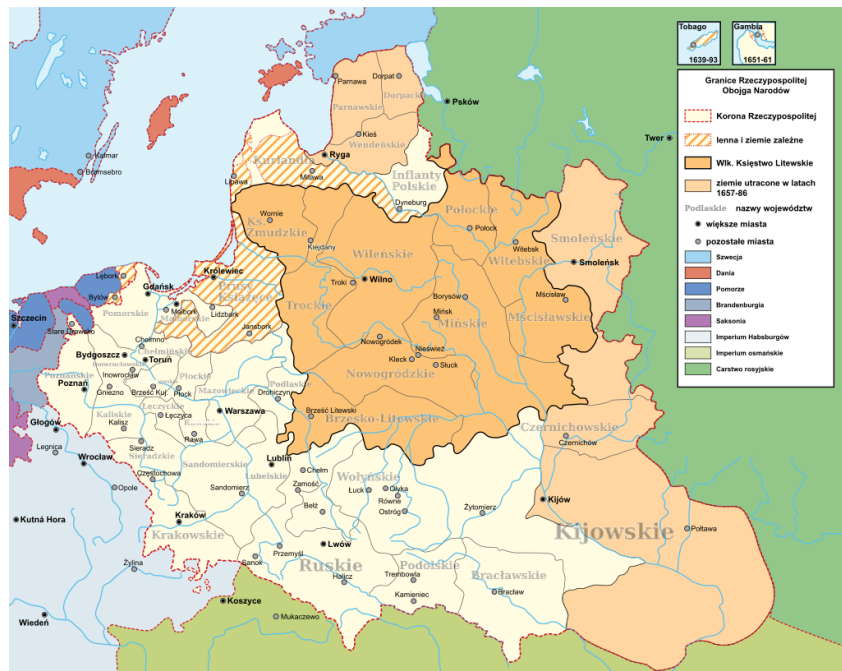 Tobago
1639-93
Gambia
1651-61
Granice Rzeczypospolitej
Obojga Narodów
Korona Rzeczypospolitej
lenna i ziemie zależne
Wlk. Księstwo Litewskie
ziemie utracone w latach
1657-86
Podlaskie nazwy województw
większe miasta
pozostałe miasta
Szwecja
Dania
Pomorze
Brandenburgia
Saksonia
Imperium Habsburgów
Imperium osmańskie
Carstwo rosyjskie
Parnawa
Dorpat
Dorpackie
Parnawskie
Psków
Kieś
Wendeńskie
Twer
Kalmar
Brömsebro
Ryga
Kurlandia
Mitawa
Lipawa
Inflanty
Polskie
Dyneburg
Wornie
Ks.
Żmudzkie
Kiejdany
Połockie
Połock
Wileńskie
Witebsk
Witebskie
Smoleńskie
Smoleńsk
Królewiec
Troki
Wilno
Lębork
Gdańsk
Prusy
Książęce
Bytów
Malbork
Lidzbark
Pomorskie
Malborskie
Trockie
Borysów
Mińsk
Mińskie
Mścisław
Mścisławskie
Szczecin
Stare Drawsko
Jansbork
Chełmno
Chełmińskie
Nowogródek
Nieśwież
Kleck
Słuck
Bydgoszcz
Toruń
Inowrocławskie
Inowrocław
Poznańskie
Płockie
Nowogródzkie
Poznań
Gniezno
Brześć Kuj.
Płock
Mazowieckie
Podlaskie
Drohiczyn
Łęczyckie
Kaliskie
Łęczyca
Warszawa
Brześć Litewski
Brzesko-Litewskie
Głogów
Kalisz
Rawa
Czernichowskie
Czernichów
Legnica
Sieradz
Sieradzkie
Wrocław
Sandomierskie
Lublin
Lubelskie
Częstochowa
Chełm
Wołyńskie
Opole
Sandomierz
Zamość
Łuck
Ołyka
Równe
Kijów
Kutná Hora
Kraków
Bełz
Ostróg
Żytomierz
Krakowskie
Kijowskie
Połtawa
Lwów
Przemyśl
Sanok
Żylina
Ruskie
Halicz
Trembowla
Podolskie
Bracławskie
Bracław
Koszyce
Kamieniec
Mukaczewo
Wiedeń